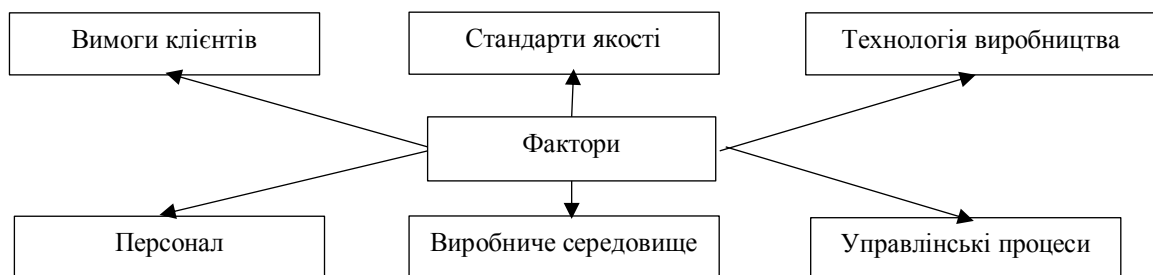 Вимоги клієнтів
Стандарти якості
Технологія виробництва
Фактори
Персонал
Виробниче середовище
Управлінські процеси